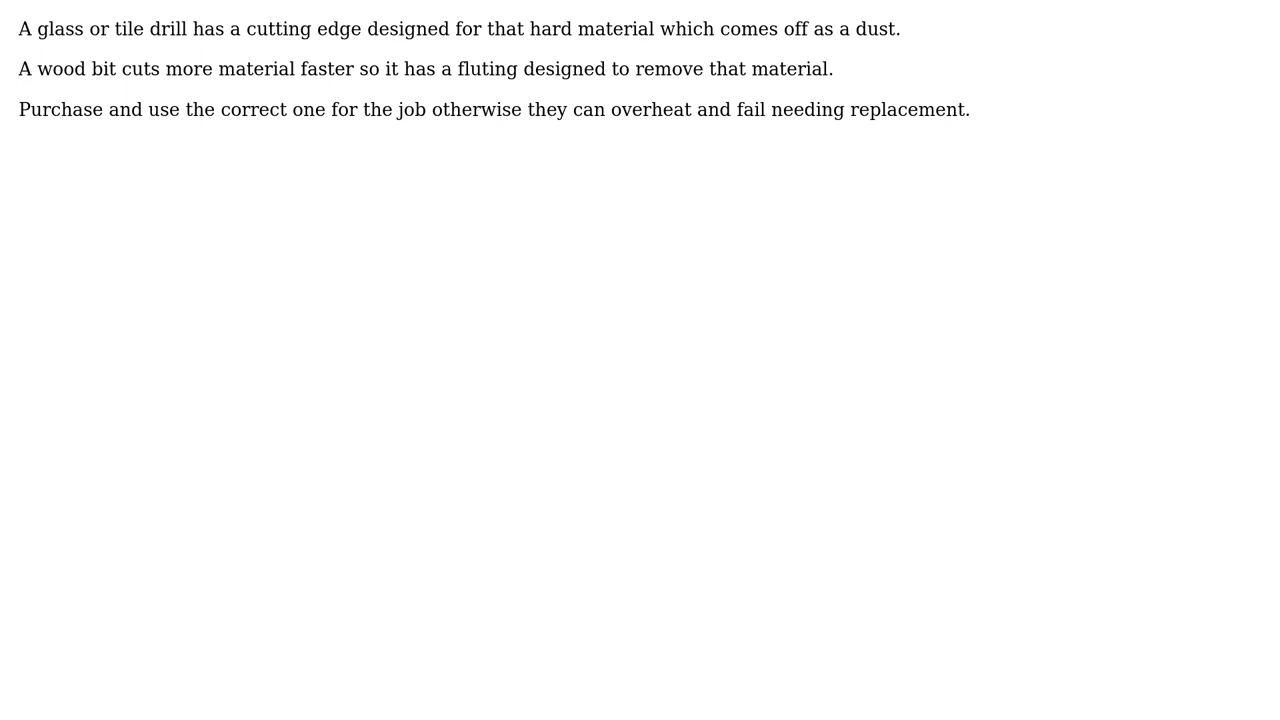 A glass or tile drill has a cutting edge designed for that hard material which comes off as a dust.
A wood bit cuts more material faster so it has a fluting designed to remove that material.
Purchase and use the correct one for the job otherwise they can overheat and fail needing replacement.